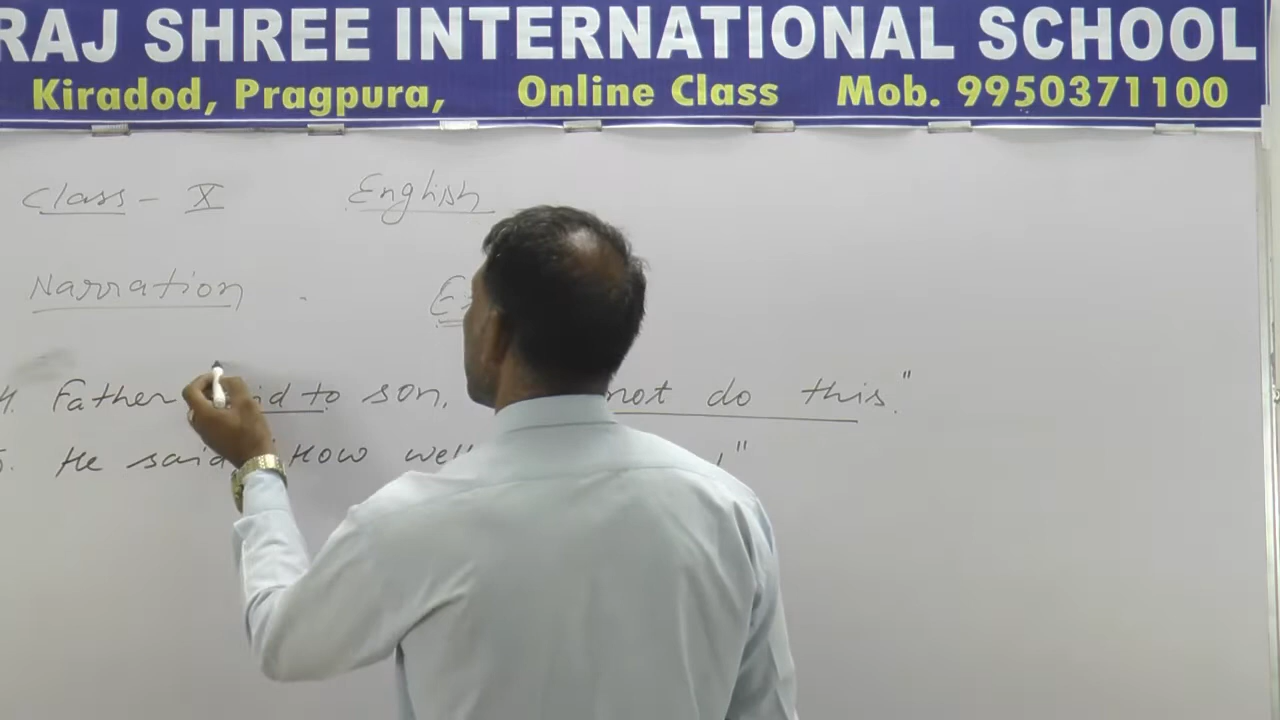 RAJ SHREE INTERNATIONAL SCHOOL
Kiradod, Pragpura, Online Class Mob. 9950371100
Class - X English
Narration
4. Father said to son, not do this."
5. He said "How well !"